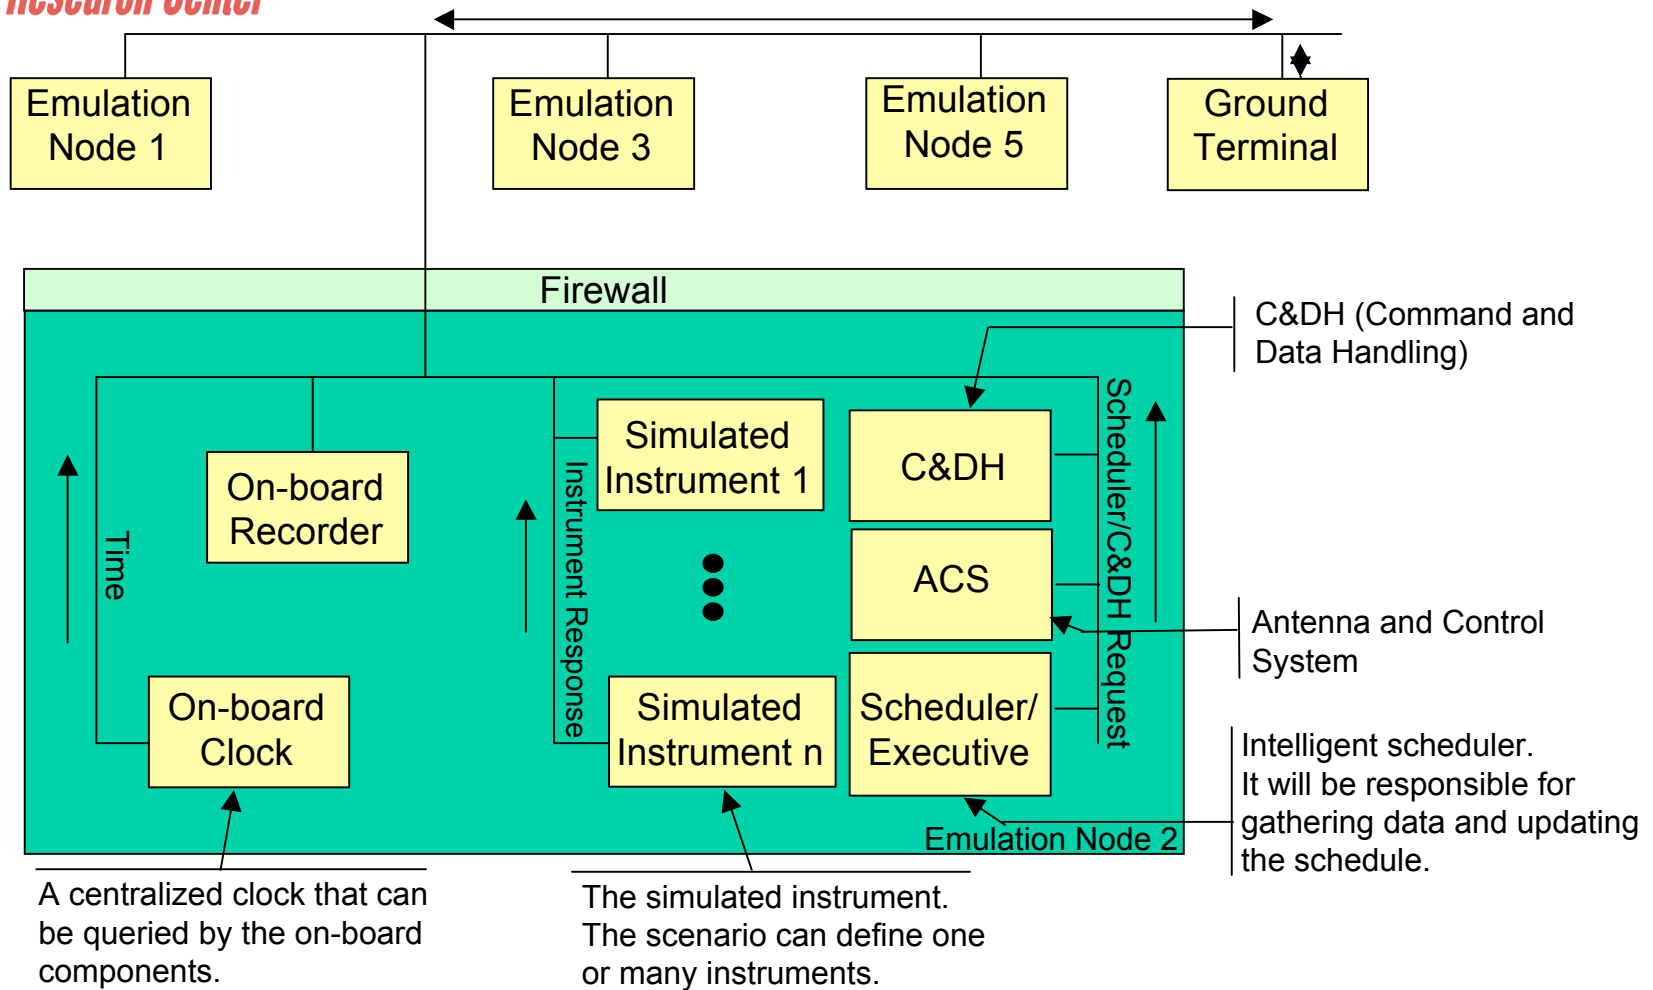 Research Center
Emulation
Node 1
Emulation
Node 3
Emulation
Node 5
Ground
Terminal
Firewall
C&DH (Command and
Data Handling)
Simulated
Instrument 1
C&DH
Scheduler/C&DH Request
On-board
Recorder
Time
Instrument Response
ACS
Antenna and Control
System
On-board
Clock
Simulated
Instrument n
Scheduler/
Executive
Intelligent scheduler.
It will be responsible for
gathering data and updating
the schedule.
Emulation Node 2
A centralized clock that can
be queried by the on-board
components.
The simulated instrument.
The scenario can define one
or many instruments.